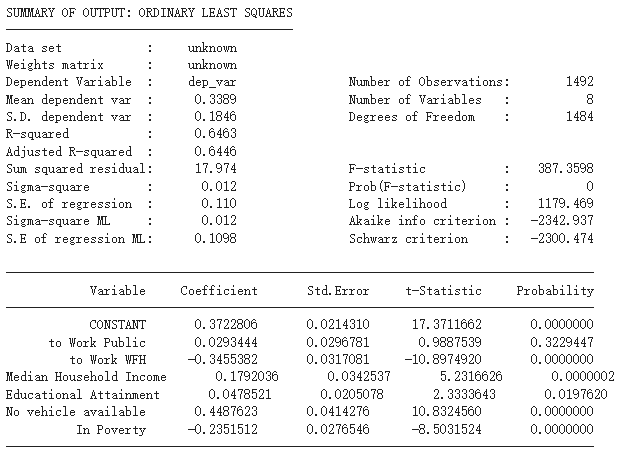 SUMMARY OF OUTPUT: ORDINARY LEAST SQUARES
Data set : unknown
Weights matrix : unknown
Dependent Variable : dep_var Number of Observations: 1492
Mean dependent var : 0.3389 Number of Variables : 8
S.D. dependent var : 0.1846 Degrees of Freedom : 1484
R-squared : 0.6463
Adjusted R-squared : 0.6446
Sum squared residual: 17.974 F-statistic : 387.3598
Sigma-square : 0.012 Prob(F-statistic) : 0
S.E. of regression : 0.110 Log likelihood : 1179.469
Sigma-square ML : 0.012 Akaike info criterion : -2342.937
S.E of regression ML: 0.1098 Schwarz criterion : -2300.474
Variable Coefficient Std.Error t-Statistic Probability
CONSTANT 0.3722806 0.0214310 17.3711662 0.0000000
to Work Public 0.0293444 0.0296781 0.9887539 0.3229447
to Work WFH -0.3455382 0.0317081 -10.8974920 0.0000000
Median Household Income 0.1792036 0.0342537 5.2316626 0.0000002
Educational Attainment 0.0478521 0.0205078 2.3333643 0.0197620
No vehicle available 0.4487623 0.0414276 10.8324560 0.0000000
In Poverty -0.2351512 0.0276546 -8.5031524 0.0000000